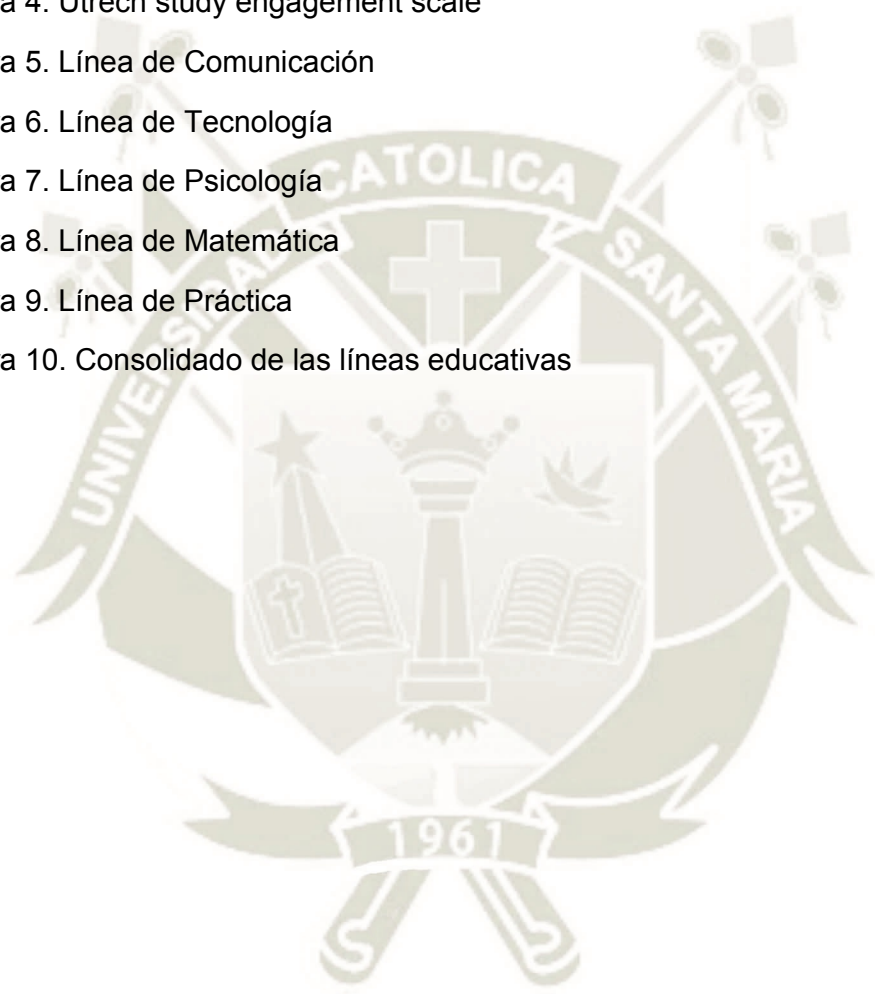 a 4. Utrech study engagement scale
a 5. Línea de Comunicación
a 6. Línea de Tecnología
a 7. Línea de Psicología
a 8. Línea de Matemática
a 9. Línea de Práctica
a 10. Consolidado de las líneas educativas
UNIVERSIDAD CATOLICA SANTA MARIA
1961